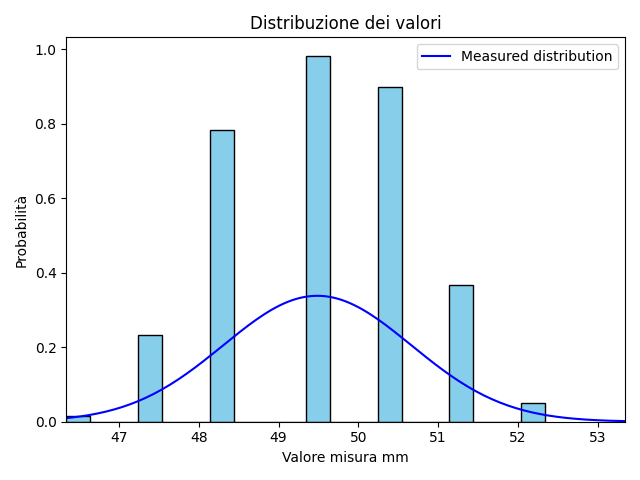 Distribuzione dei valori
Measured distribution
Probabilità
1.0
0.8
0.6
0.4
0.2
0.0
47 48 49 50 51 52 53
Valore misura mm